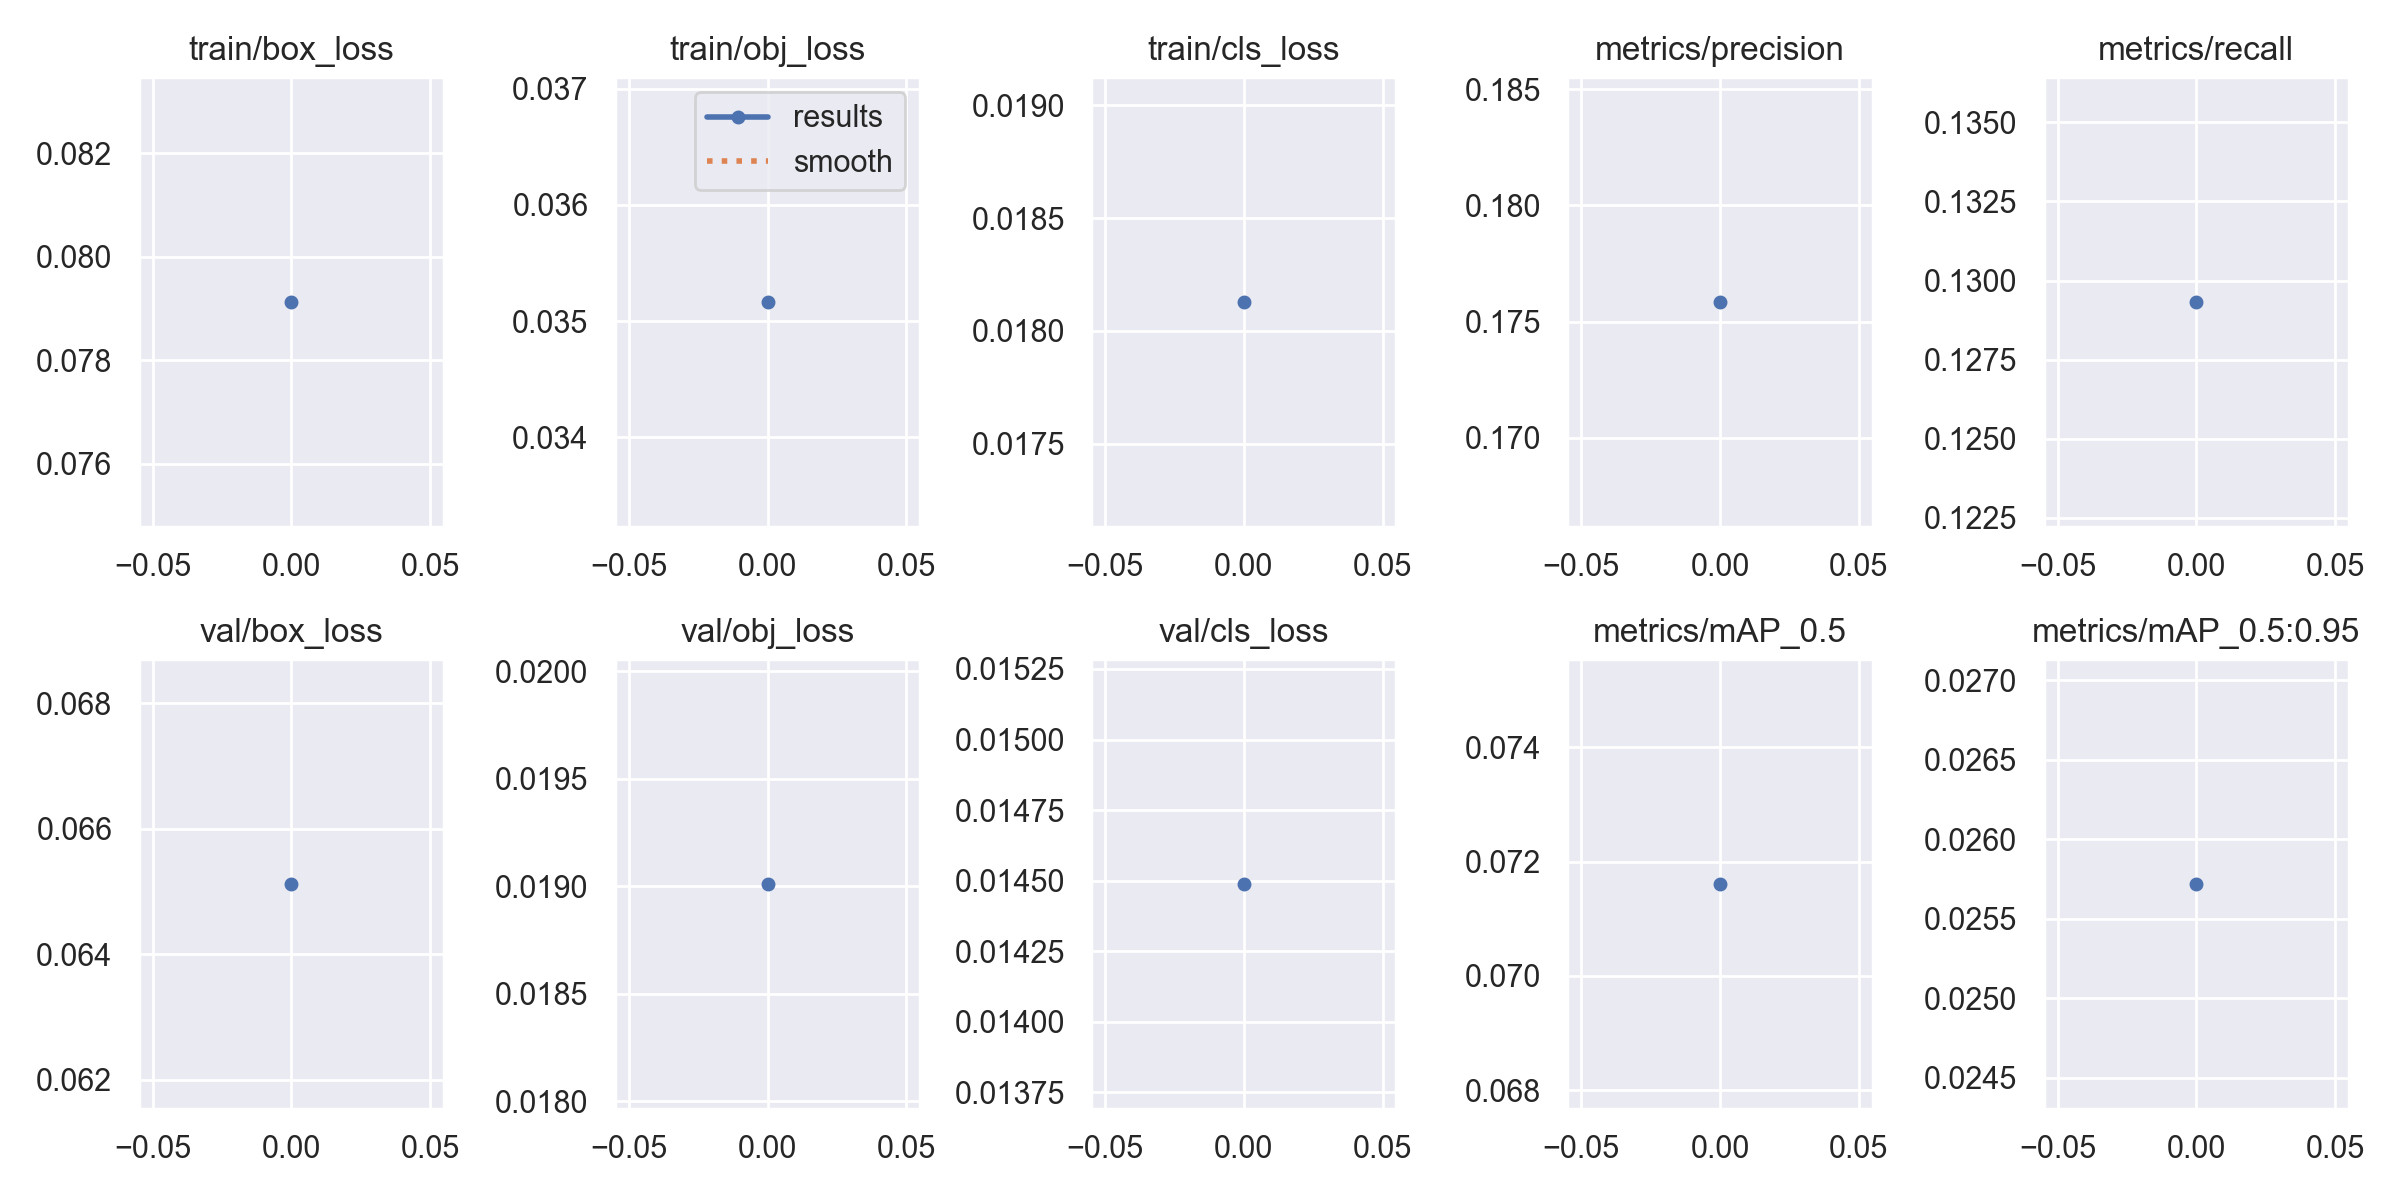 train/box_loss
0.082
0.080
0.078
0.076
−0.05 0.00 0.05
train/obj_loss
results
smooth
0.037
0.036
0.035
0.034
−0.05 0.00 0.05
train/cls_loss
0.0190
0.0185
0.0180
0.0175
−0.05 0.00 0.05
metrics/precision
0.185
0.180
0.175
0.170
−0.05 0.00 0.05
metrics/recall
0.1350
0.1325
0.1300
0.1275
0.1250
0.1225
−0.05 0.00 0.05
val/box_loss
0.068
0.066
0.064
0.062
−0.05 0.00 0.05
val/obj_loss
0.0200
0.0195
0.0190
0.0185
0.0180
−0.05 0.00 0.05
val/cls_loss
0.01525
0.01500
0.01475
0.01450
0.01425
0.01400
0.01375
−0.05 0.00 0.05
metrics/mAP_0.5
0.074
0.072
0.070
0.068
−0.05 0.00 0.05
metrics/mAP_0.5:0.95
0.0270
0.0265
0.0260
0.0255
0.0250
0.0245
−0.05 0.00 0.05